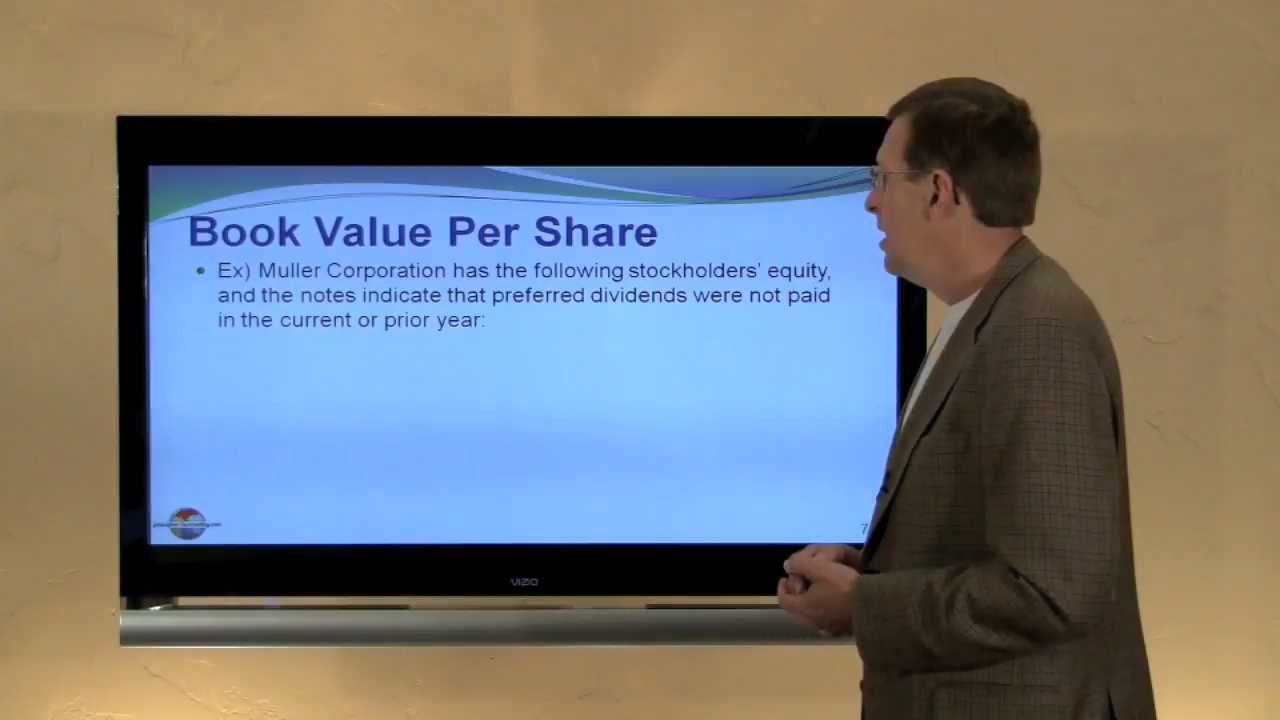 Book Value Per Share
• Ex) Muller Corporation has the following stockholders' equity,
and the notes indicate that preferred dividends were not paid
in the current or prior year:
7
VIZIO